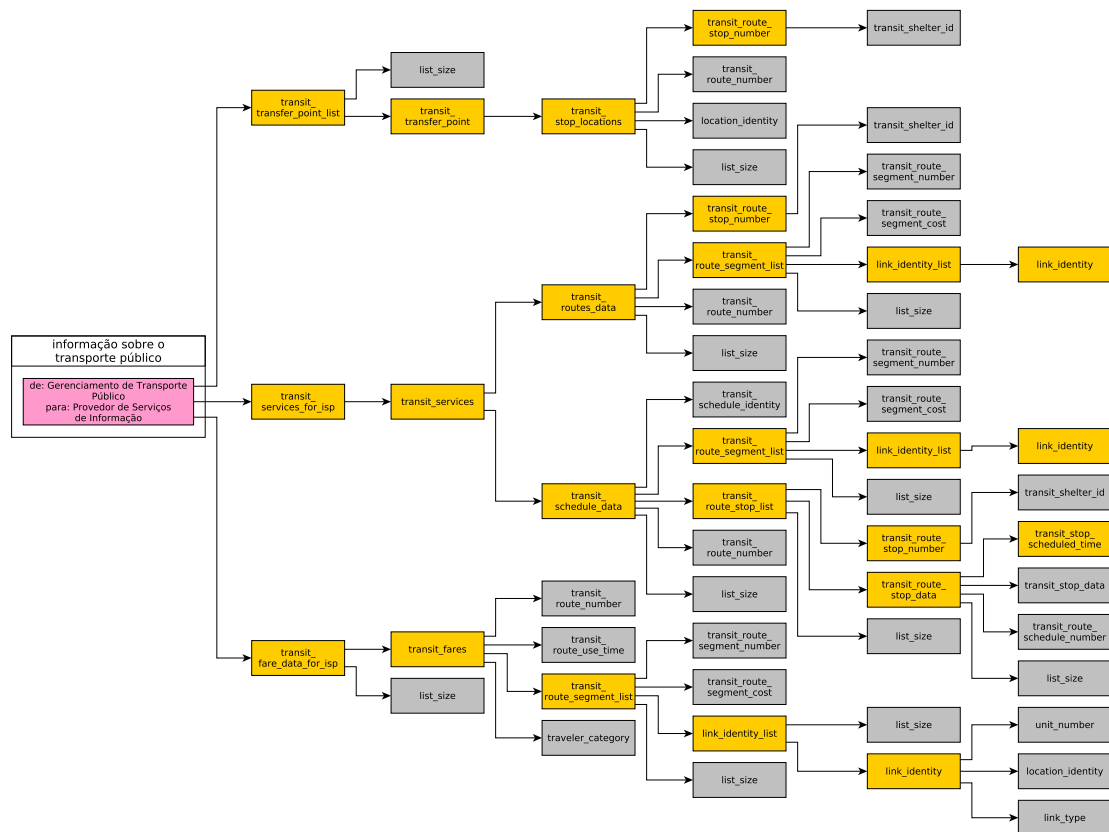 informação sobre o
transporte público
de: Gerenciamento de Transporte
Público
para: Provedor de Serviços
de Informação
transit_
transfer_point_list
transit_
services_for_isp
transit_
fare_data_for_isp
list_size
transit_
transfer_point
transit_services
transit_fares
list_size
transit_
stop_locations
transit_
routes_data
transit_
schedule_data
transit_
route_number
transit_
route_use_time
transit_
route_segment_list
traveler_category
transit_route_
stop_number
transit_
route_number
location_identity
list_size
transit_route_
stop_number
transit_
route_segment_list
transit_
route_number
list_size
transit_
schedule_identity
transit_
route_segment_list
transit_
route_stop_list
transit_
route_number
list_size
transit_route_
segment_number
transit_route_
segment_cost
link_identity_list
list_size
transit_shelter_id
transit_shelter_id
transit_route_
segment_number
transit_route_
segment_cost
link_identity_list
list_size
transit_route_
segment_number
transit_route_
segment_cost
link_identity_list
list_size
transit_route_
stop_number
transit_route_
stop_data
list_size
list_size
link_identity
link_identity
link_identity
transit_shelter_id
transit_stop_
scheduled_time
transit_stop_data
transit_route_
schedule_number
list_size
unit_number
location_identity
link_type